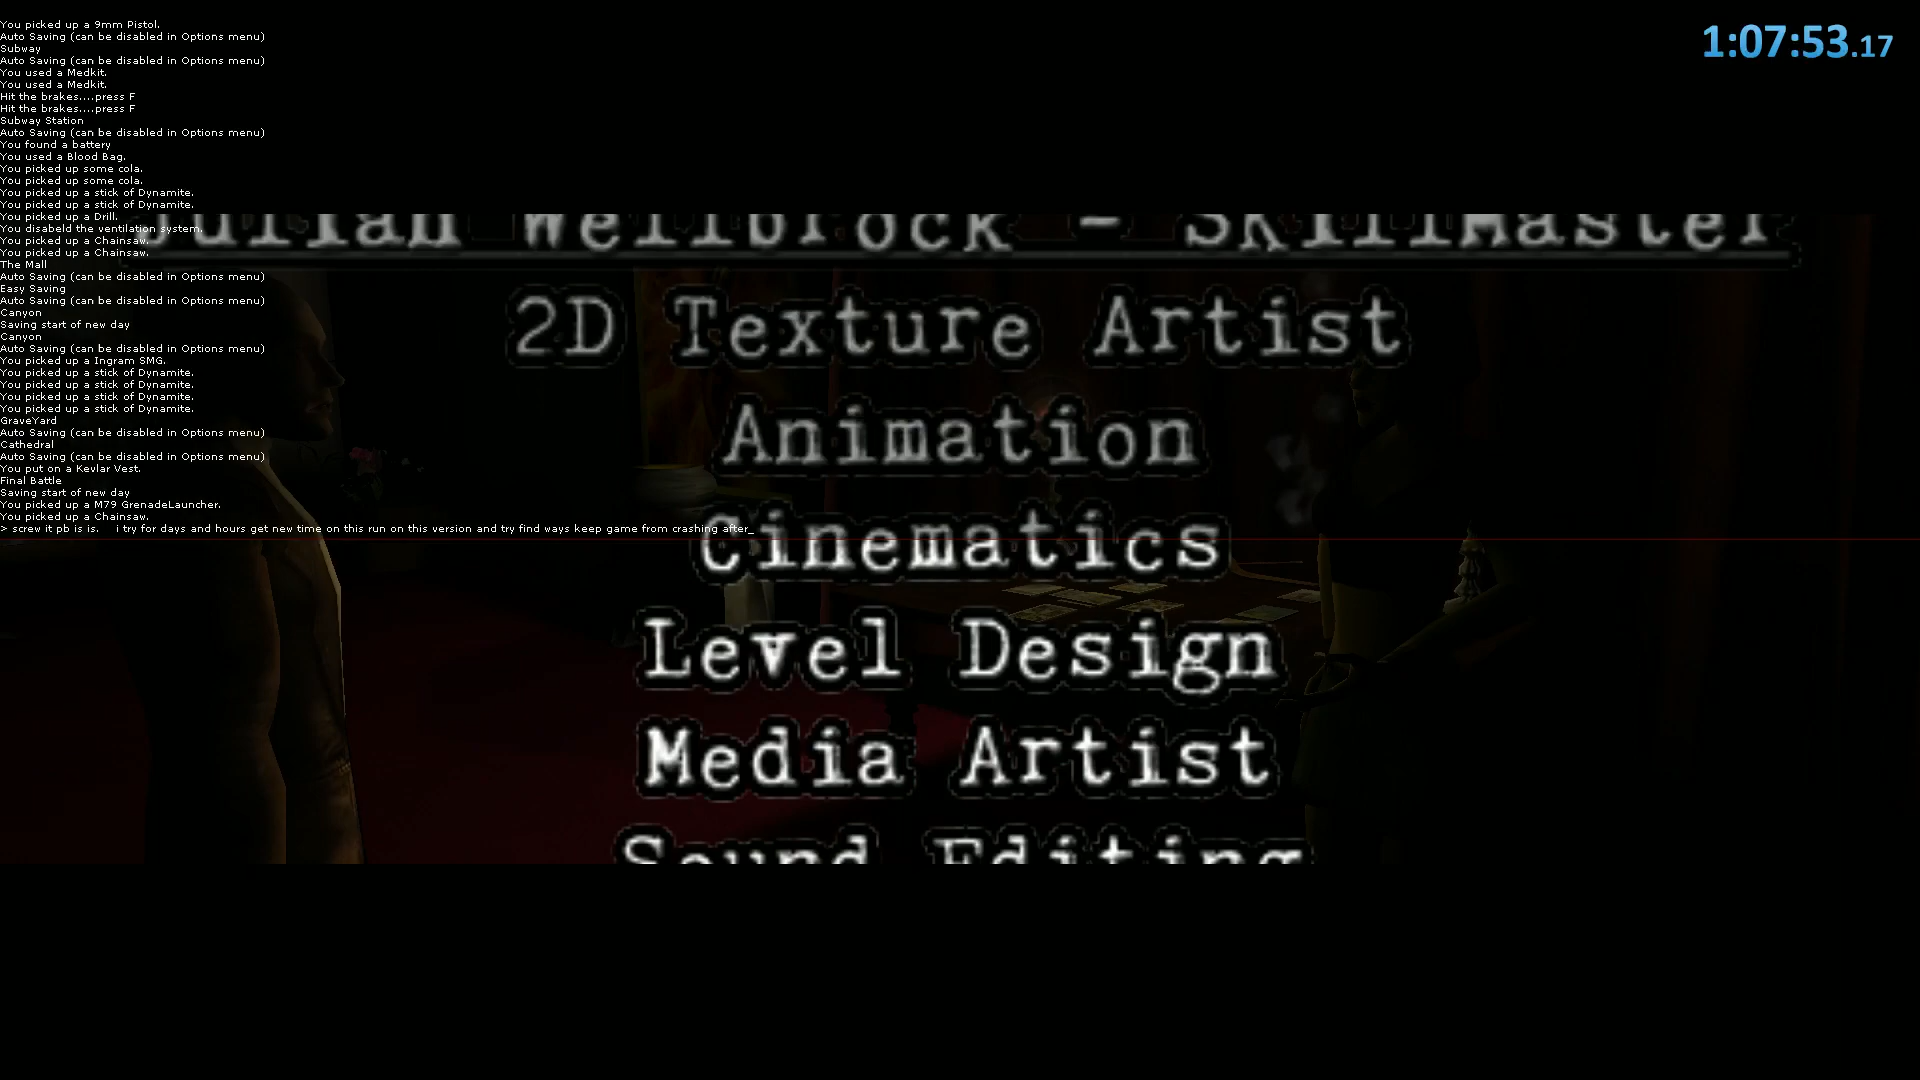 You picked up a 9mm Pistol.
Auto Saving (can be disabled in Options menu)
Subway
Auto Saving (can be disabled in Options menu)
You used a Medkit.
You used a Medkit.
Hit the brakes....press F
Hit the brakes....press F
Subway Station
Auto Saving (can be disabled in Options menu)
You found a battery
You used a Blood Bag.
You picked up some cola.
You picked up some cola.
You picked up a stick of Dynamite.
You picked up a stick of Dynamite.
You picked up a Drill.
You disabeld the ventilation system.
You picked up a Chainsaw.
You picked up a Chainsaw.
The Mall
Auto Saving (can be disabled in Options menu)
Easy Saving
Auto Saving (can be disabled in Options menu)
Canyon
Saving start of new day
Canyon
Auto Saving (can be disabled in Options menu)
You picked up a Ingram SMG.
You picked up a stick of Dynamite.
You picked up a stick of Dynamite.
You picked up a stick of Dynamite.
You picked up a stick of Dynamite.
GraveYard
Auto Saving (can be disabled in Options menu)
Cathedral
Auto Saving (can be disabled in Options menu)
You put on a Kevlar Vest.
Final Battle
Saving start of new day
You picked up a M79 GrenadeLauncher.
You picked up a Chainsaw.
> screw it pb is is.    i try for days and hours get new time on this run on this version and try find ways keep game from crashing after_
1:07:53.17
Julian Wellbrock - SkillMaster
2D Texture Artist
Animation
Cinematics
Level Design
Media Artist
Sound Editing